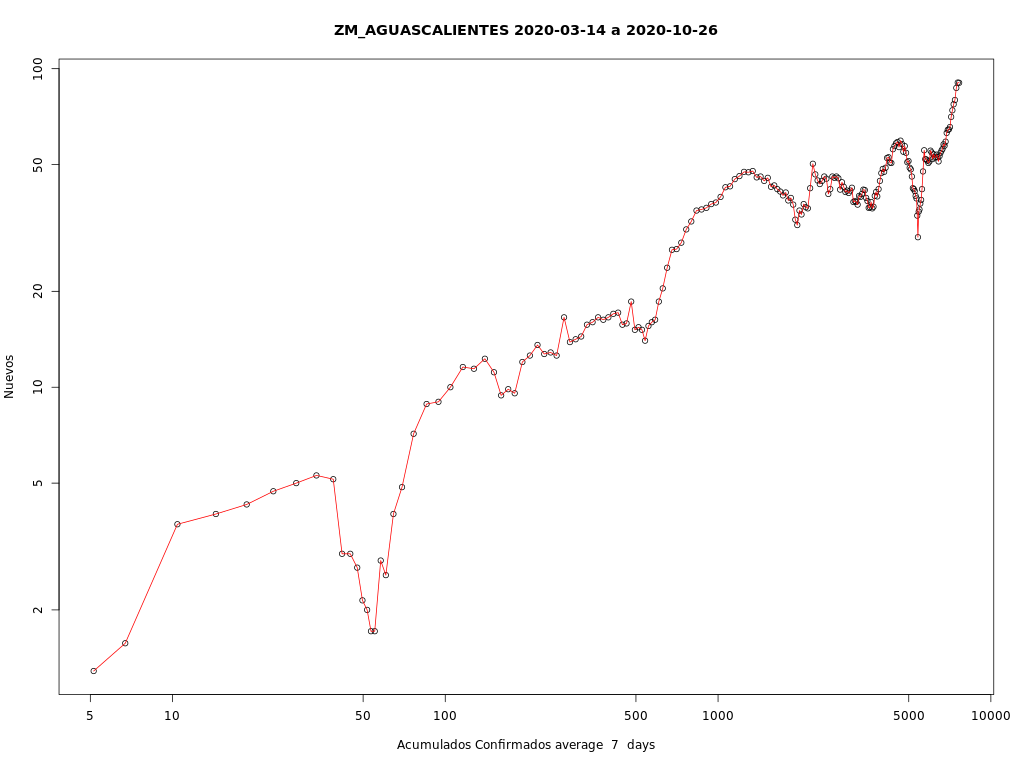 ZM_AGUASCALIENTES 2020-03-14 a 2020-10-26
100
50
20
10
5
2
Nuevos
5 10 50 100 500 1000 5000 10000
Acumulados Confirmados average 7 days